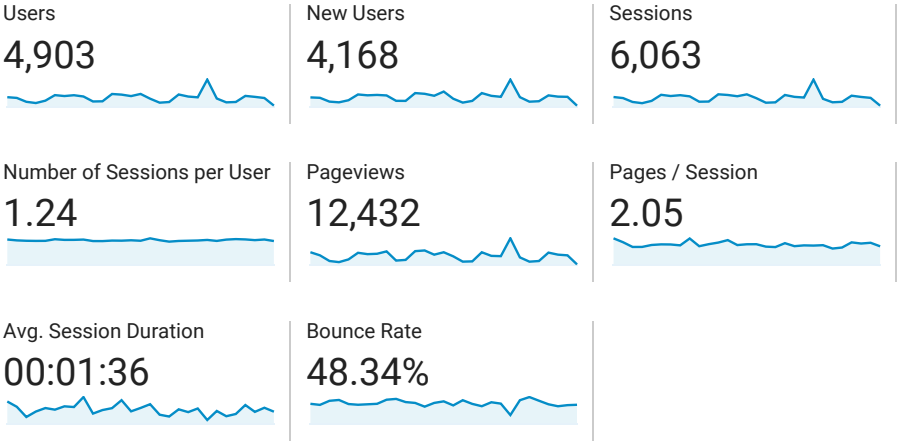 Users
4,903
New Users
4,168
Sessions
6,063
Number of Sessions per User
1.24
Pageviews
12,432
Pages / Session
2.05
Avg. Session Duration
00:01:36
Bounce Rate
48.34%